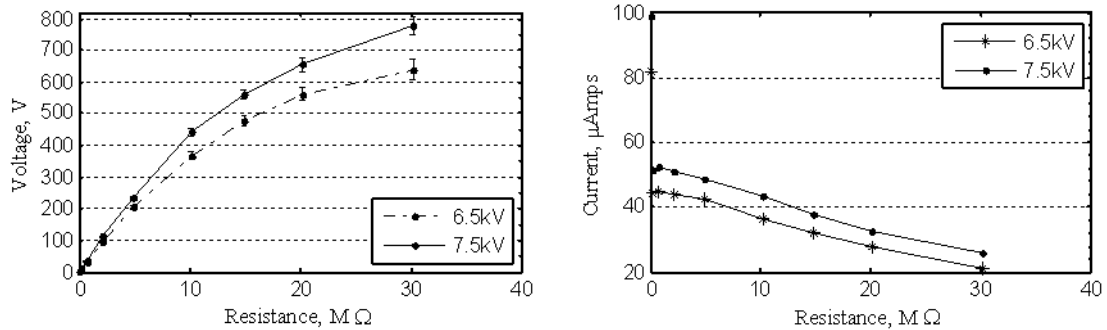 800
700
600
500
400
300
200
100
0
Voltage, V
0 10 20 30 40
Resistance, M Ω
6.5kV
7.5kV
100
80
60
40
20
Current, µAmps
0 10 20 30 40
Resistance, M Ω
6.5kV
7.5kV